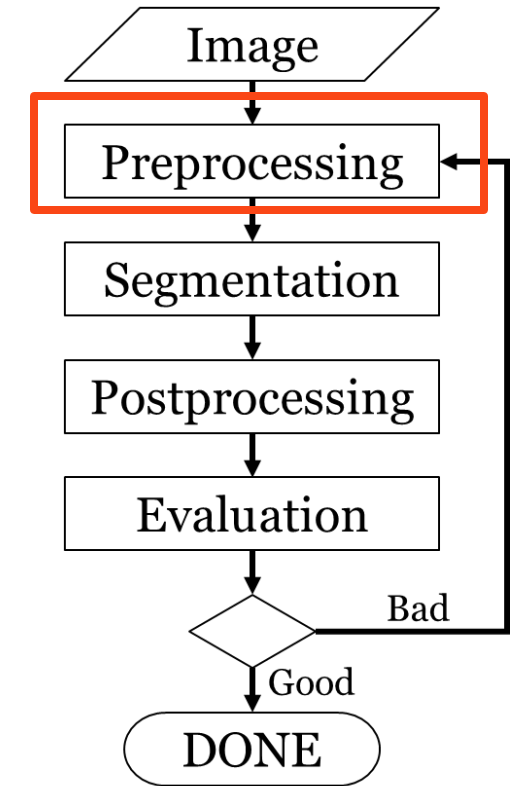 Image
Preprocessing
Segmentation
Postprocessing
Evaluation
Bad
Good
DONE